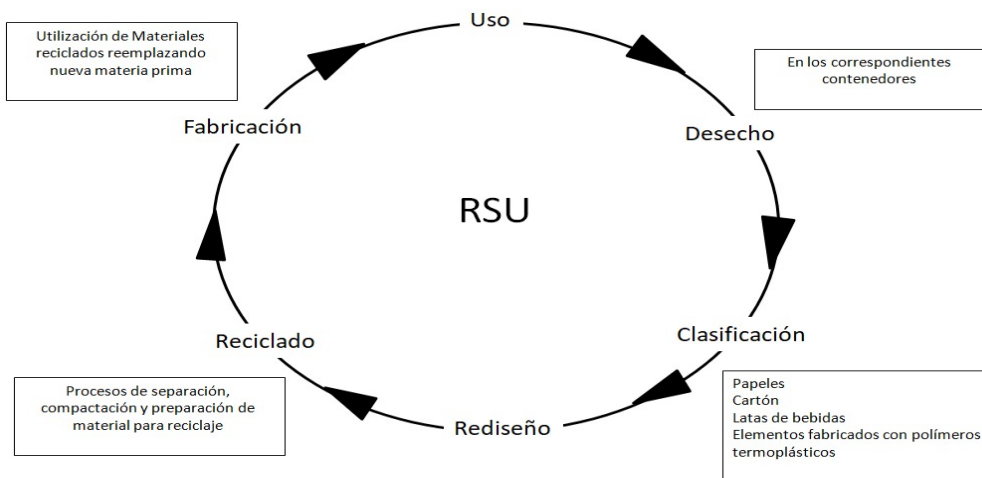 Uso
Utilización de Materiales
reciclados reemplazando
nueva materia prima
En los correspondientes
contenedores
Fabricación
Desecho
RSU
Reciclado
Clasificación
Procesos de separación,
compactación y preparación de
material para reciclaje
Rediseño
Papeles
Cartón
Latas de bebidas
Elementos fabricados con polímeros
termoplásticos